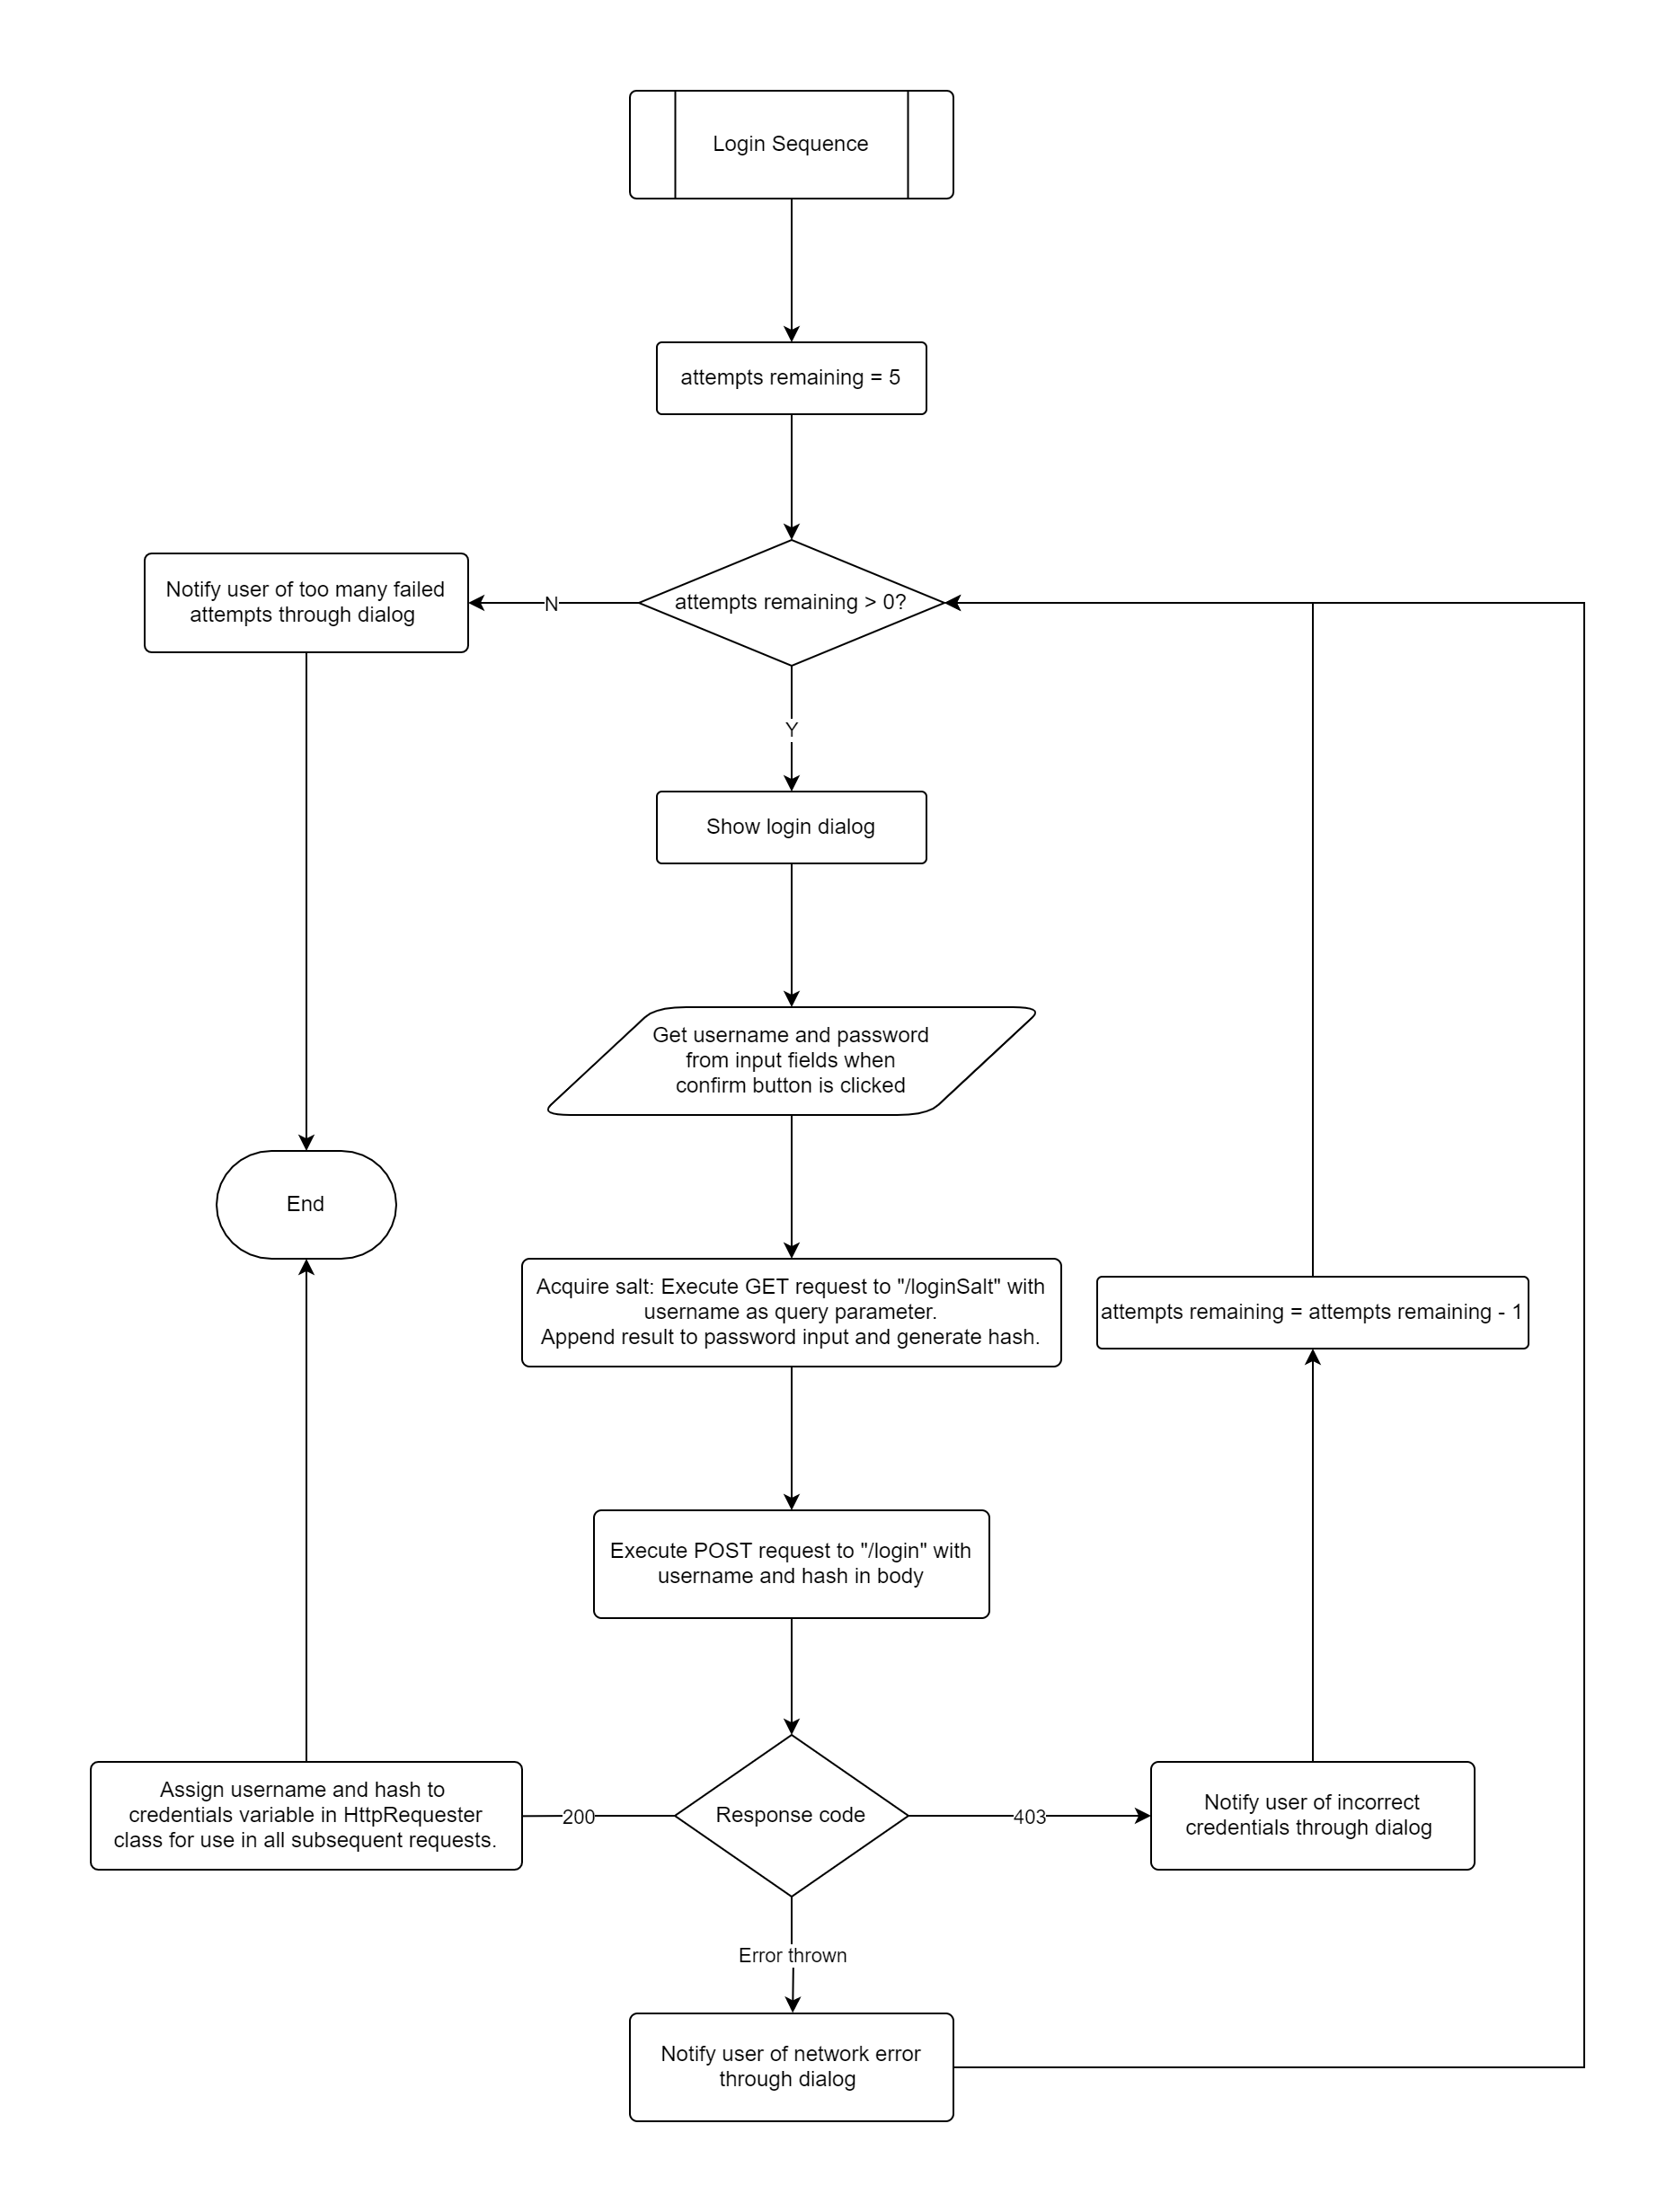 Login Sequence
attempts remaining = 5
Notify user of too many failed
attempts through dialog
N
attempts remaining > 0?
Y
Show login dialog
Get username and password
from input fields when
confirm button is clicked
End
Acquire salt: Execute GET request to "/loginSalt" with
username as query parameter.
Append result to password input and generate hash.
attempts remaining = attempts remaining - 1
Execute POST request to "/login" with
username and hash in body
Assign username and hash to
credentials variable in HttpRequester
class for use in all subsequent requests.
200
Response code
403
Notify user of incorrect
credentials through dialog
Error thrown
Notify user of network error
through dialog